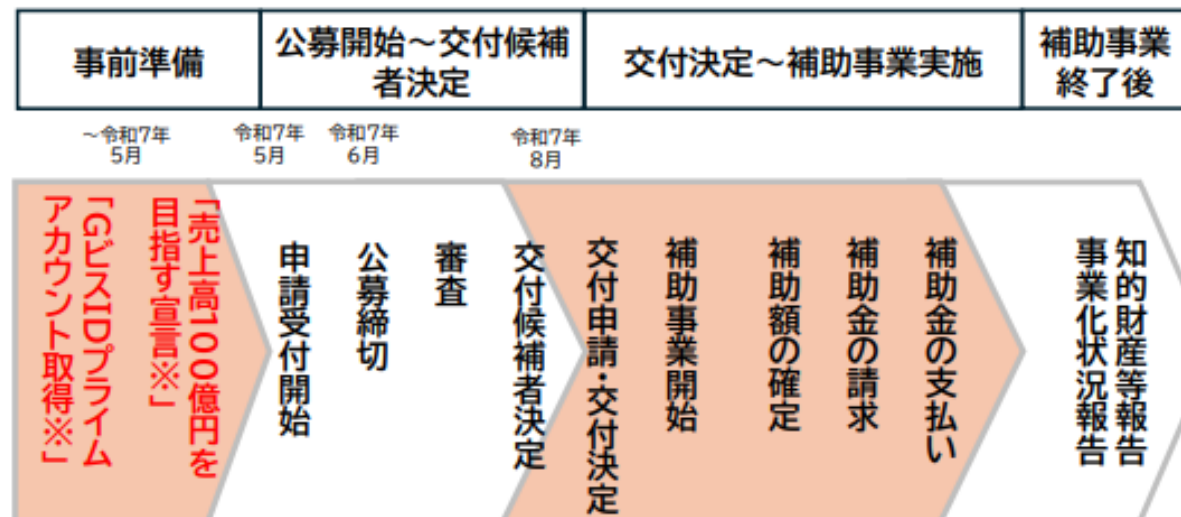 事前準備
公募開始～交付候補
者決定
交付決定～補助事業実施
補助事業
終了後
～令和7年
5月
令和7年
5月
令和7年
6月
令和7年
8月
「GビスIDプライム
アカウント取得※」
「売上高100億円を
目指す宣言※」
申請受付開始
公募締切
審査
交付候補者決定
交付申請・交付決定
補助事業開始
補助額の確定
補助金の請求
補助金の支払い
知的財産等報告
事業化状況報告